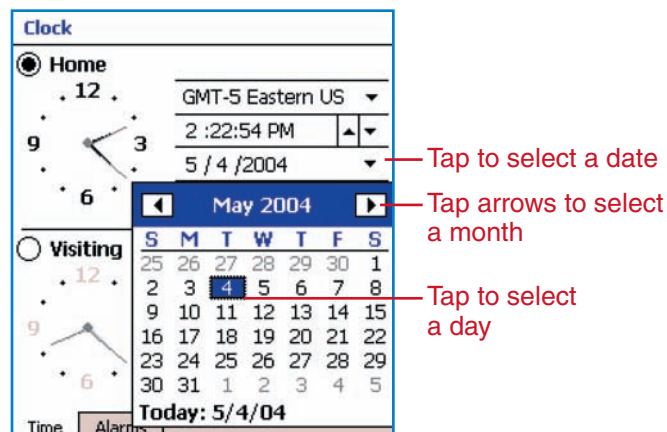 Clock
Home
12
9
3
6
GMT-5 Eastern US
2 :22:54 PM
5 / 4 /2004
Tap to select a date
May 2004
Tap arrows to select
a month
S M T W T F S
25 26 27 28 29 30 1
2 3 4 5 6 7 8
9 10 11 12 13 14 15
16 17 18 19 20 21 22
23 24 25 26 27 28 29
30 31 1 2 3 4 5
Today: 5/4/04
Tap to select
a day
Visiting
12
9
6
Time
Alarms